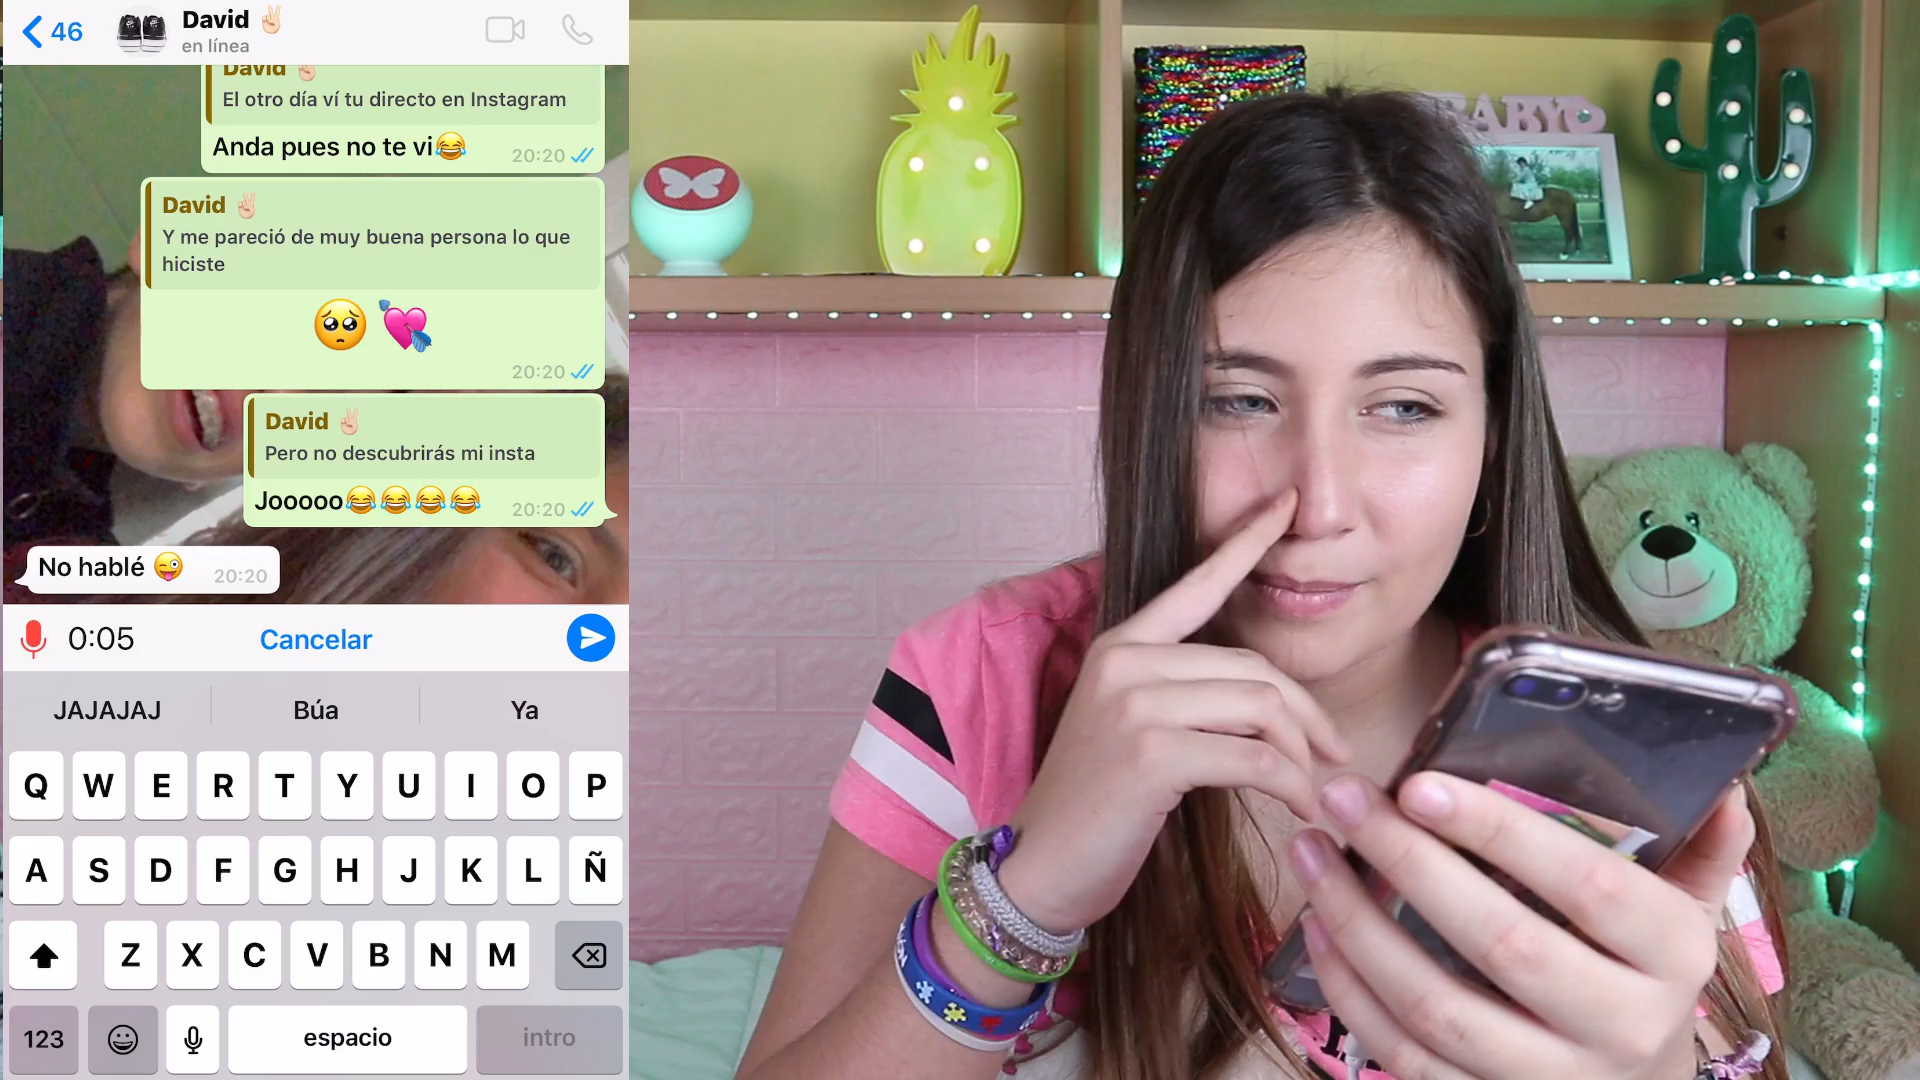 46
David ✌🏻
en línea
David ✌🏻
El otro día ví tu directo en Instagram
Anda pues no te vi😂
20:20
David ✌🏻
Y me pareció de muy buena persona lo que
hiciste
🥺 💘
20:20
David ✌🏻
Pero no descubrirás mi insta
Jooooo😂😂😂😂
20:20
No hablé 😜
20:20
0:05
Cancelar
JAJAJAJ
Búa
Ya
Q W E R T Y U I O P
A S D F G H J K L Ñ
Z X C V B N M
123
espacio
intro
BABY